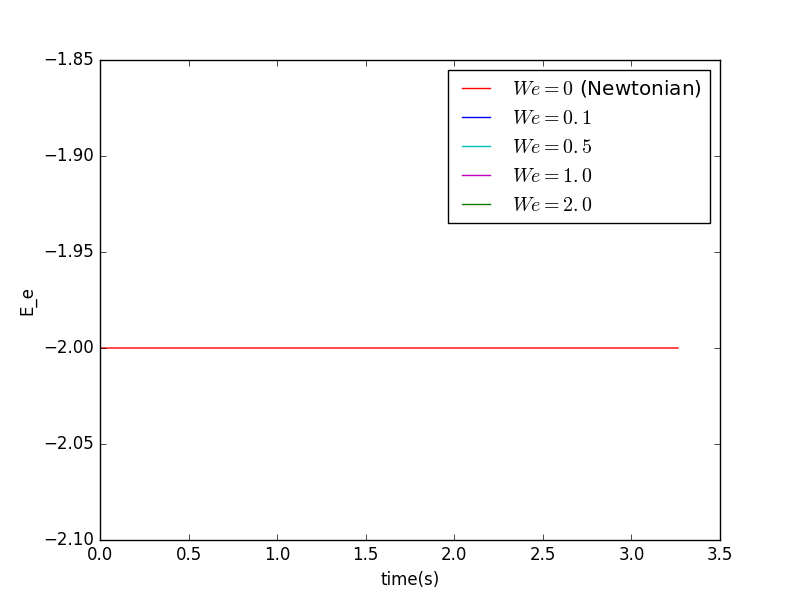 −1.85
−1.90
−1.95
−2.00
−2.05
−2.10
E_e
0.0 0.5 1.0 1.5 2.0 2.5 3.0 3.5
time(s)
We = 0 (Newtonian)
We = 0.1
We = 0.5
We = 1.0
We = 2.0